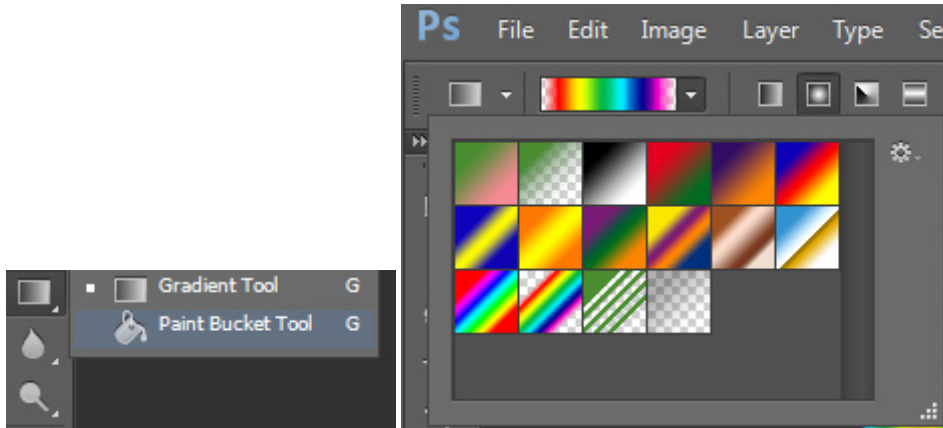 Ps File Edit Image Layer Type Se
Gradient Tool G
Paint Bucket Tool G